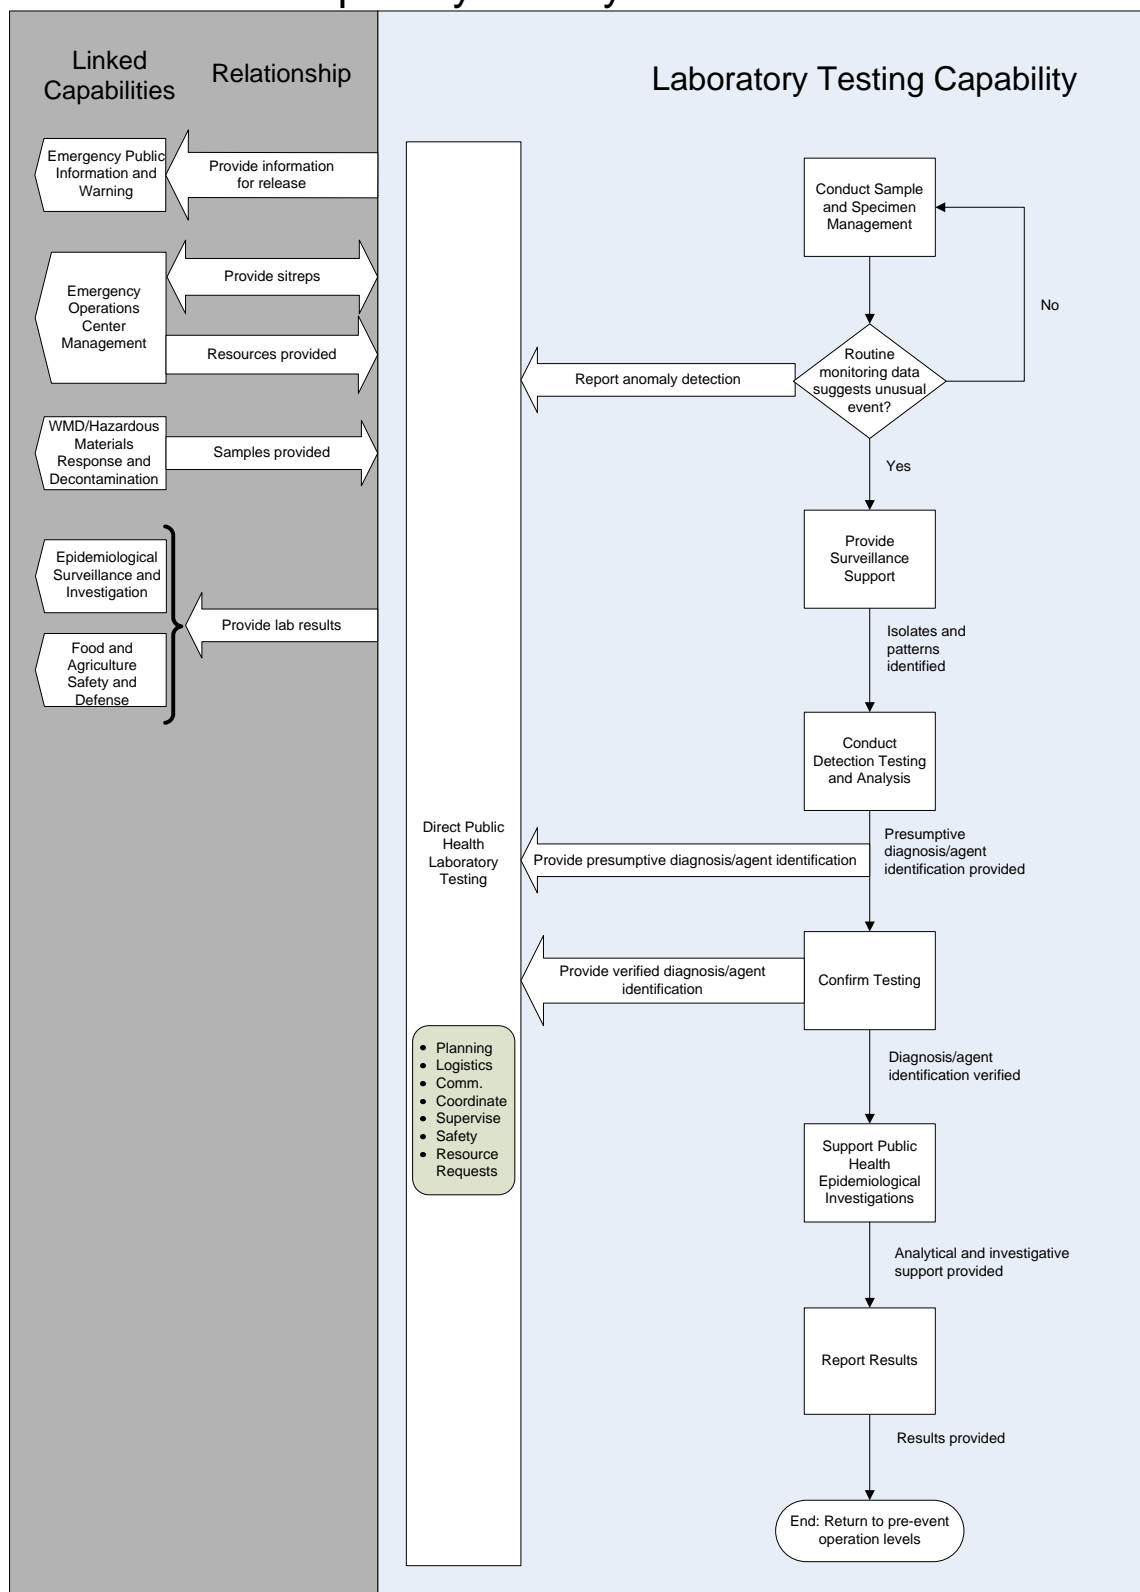 Linked
Capabilities
Relationship
Laboratory Testing Capability
Emergency Public
Information and
Warning
Provide information
for release
Emergency
Operations
Center
Management
Provide sitreps
Resources provided
WMD/Hazardous
Materials
Response and
Decontamination
Samples provided
Epidemiological
Surveillance and
Investigation
Food and
Agriculture
Safety and
Defense
Provide lab results
Direct Public
Health
Laboratory
Testing
• Planning
• Logistics
• Comm.
• Coordinate
• Supervise
• Safety
• Resource
Requests
Conduct Sample
and Specimen
Management
No
Routine
monitoring data
suggests unusual
event?
Report anomaly detection
Yes
Provide
Surveillance
Support
Isolates and
patterns
identified
Conduct
Detection Testing
and Analysis
Presumptive
diagnosis/agent
identification provided
Provide presumptive diagnosis/agent identification
Confirm Testing
Provide verified diagnosis/agent
identification
Diagnosis/agent
identification verified
Support Public
Health
Epidemiological
Investigations
Analytical and investigative
support provided
Report Results
Results provided
End: Return to pre-event
operation levels